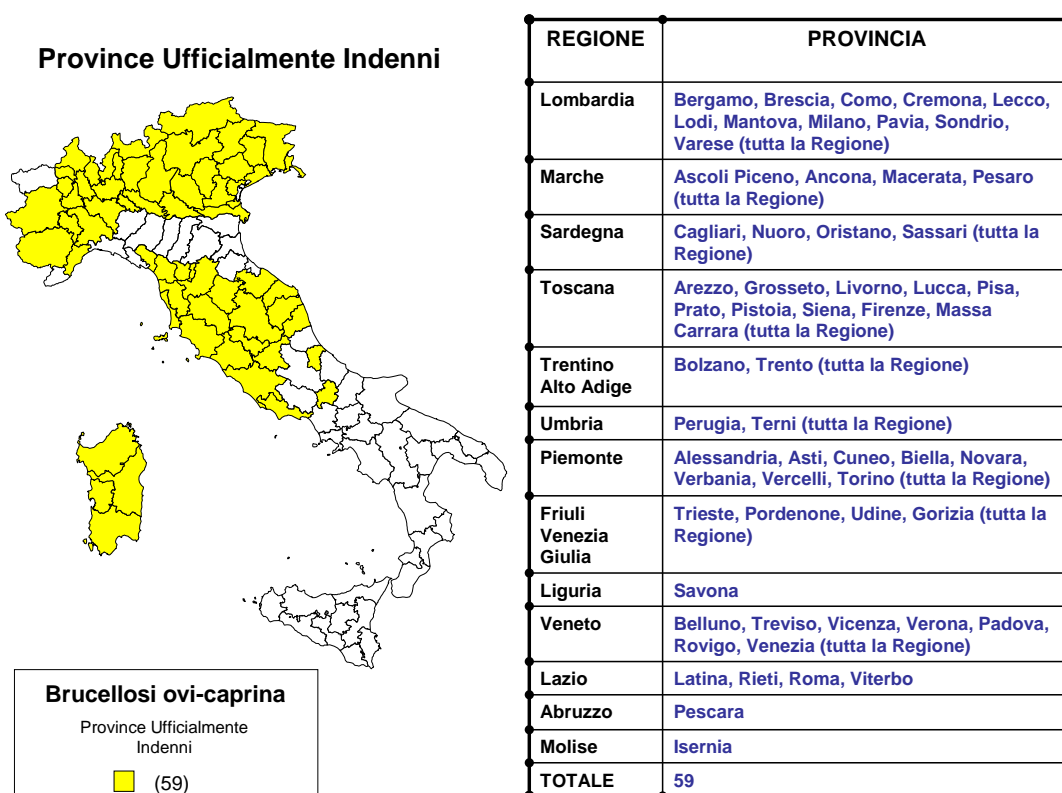 Province Ufficialmente Indenni
Brucellosi ovi-caprina
Province Ufficialmente
Indenni
(59)
REGIONE PROVINCIA
Lombardia Bergamo, Brescia, Como, Cremona, Lecco,
Lodi, Mantova, Milano, Pavia, Sondrio,
Varese (tutta la Regione)
Marche Ascoli Piceno, Ancona, Macerata, Pesaro
(tutta la Regione)
Sardegna Cagliari, Nuoro, Oristano, Sassari (tutta la
Regione)
Toscana Arezzo, Grosseto, Livorno, Lucca, Pisa,
Prato, Pistoia, Siena, Firenze, Massa
Carrara (tutta la Regione)
Trentino Bolzano, Trento (tutta la Regione)
Alto Adige
Umbria Perugia, Terni (tutta la Regione)
Piemonte Alessandria, Asti, Cuneo, Biella, Novara,
Verbania, Vercelli, Torino (tutta la Regione)
Friuli Trieste, Pordenone, Udine, Gorizia (tutta la
Venezia Regione)
Giulia
Liguria Savona
Veneto Belluno, Treviso, Vicenza, Verona, Padova,
Rovigo, Venezia (tutta la Regione)
Lazio Latina, Rieti, Roma, Viterbo
Abruzzo Pescara
Molise Isernia
TOTALE 59